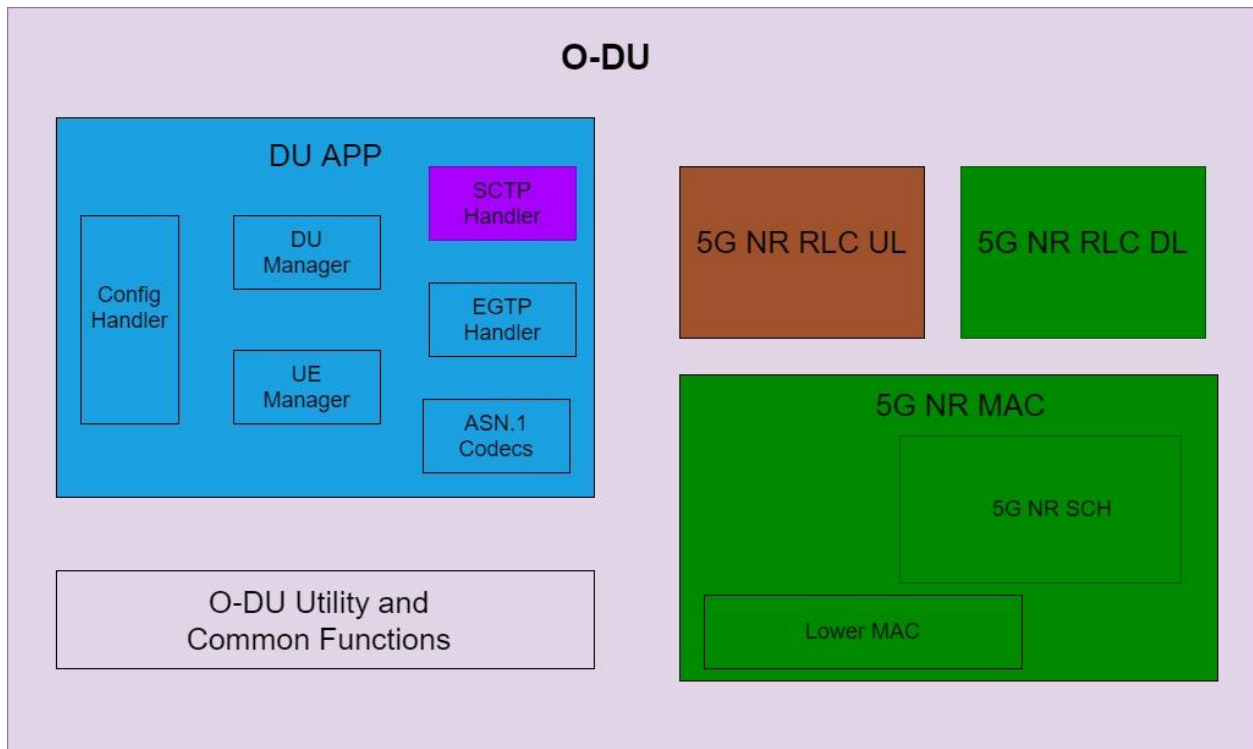 O-DU
DU APP
Config
Handler
DU
Manager
UE
Manager
SCTP
Handler
EGTP
Handler
ASN.1
Codecs
5G NR RLC UL
5G NR RLC DL
5G NR MAC
5G NR SCH
Lower MAC
O-DU Utility and
Common Functions